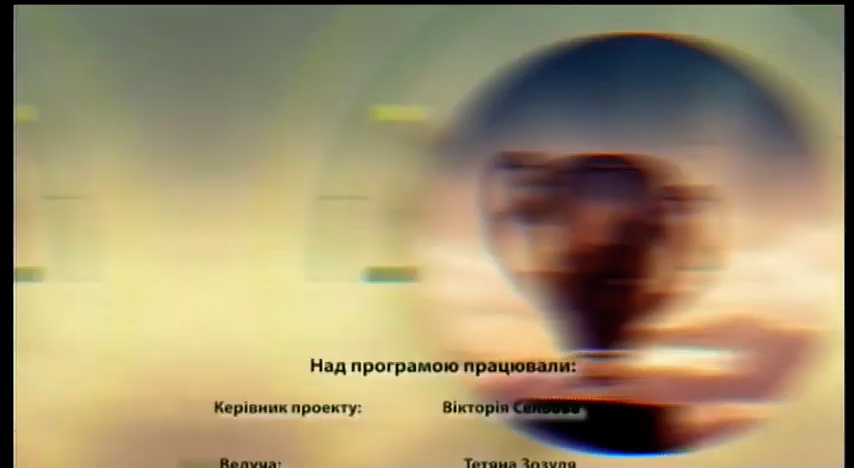 Над програмою працювали:
Керівник проекту: Вікторія
Ведуча: Тетяна Зозуля